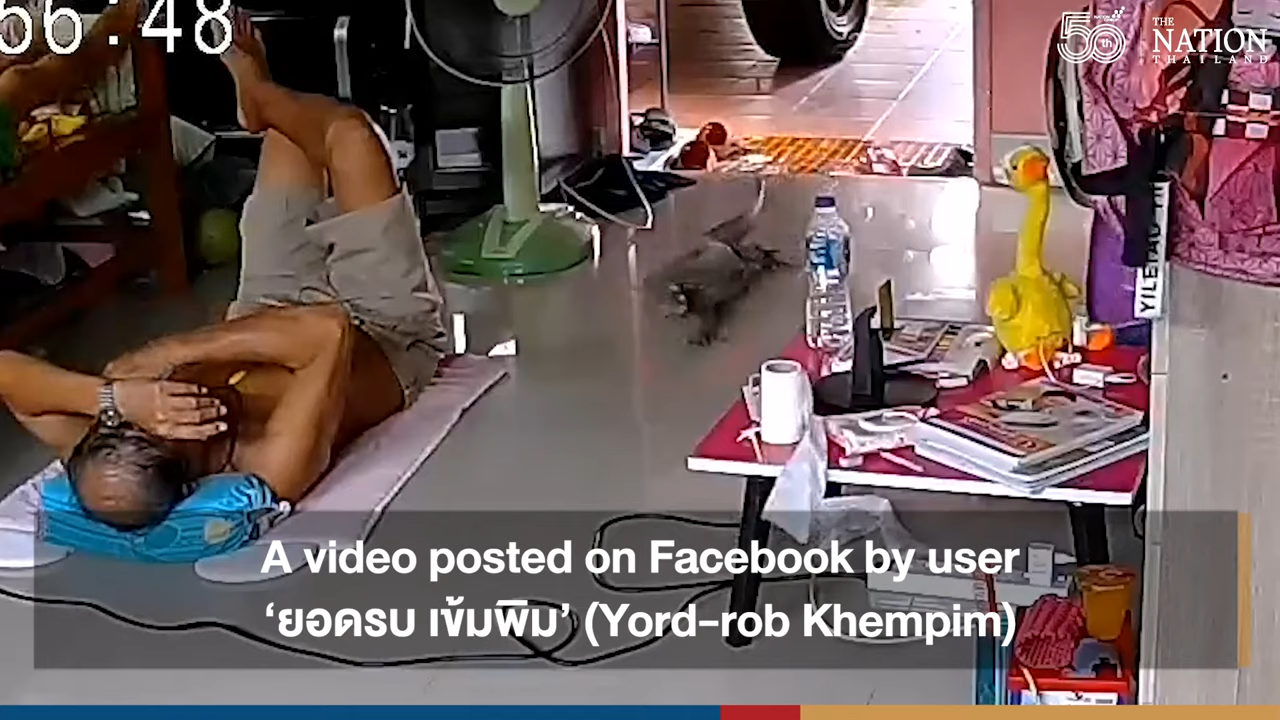 56:48
50th
THE
NATION
THAILAND
YILEFAO
A video posted on Facebook by user
‘ยอดรบ เข้มพิม’ (Yord-rob Khempim)